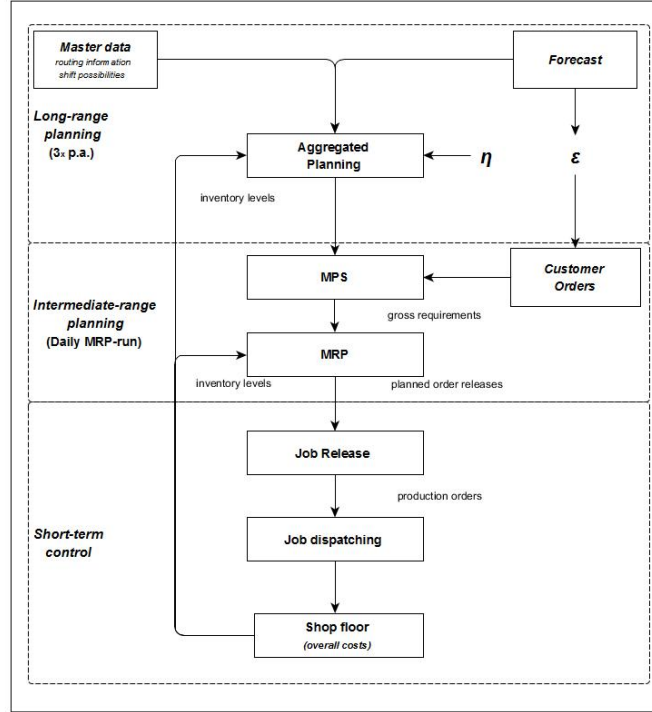 Master data
routing information
shift possibilities
Forecast
Long-range
planning
(3x p.a.)
Aggregated
Planning
η
ε
inventory levels
MPS
Customer
Orders
Intermediate-range
planning
(Daily MRP-run)
gross requirements
MRP
inventory levels
planned order releases
Job Release
production orders
Short-term
control
Job dispatching
Shop floor
(overall costs)